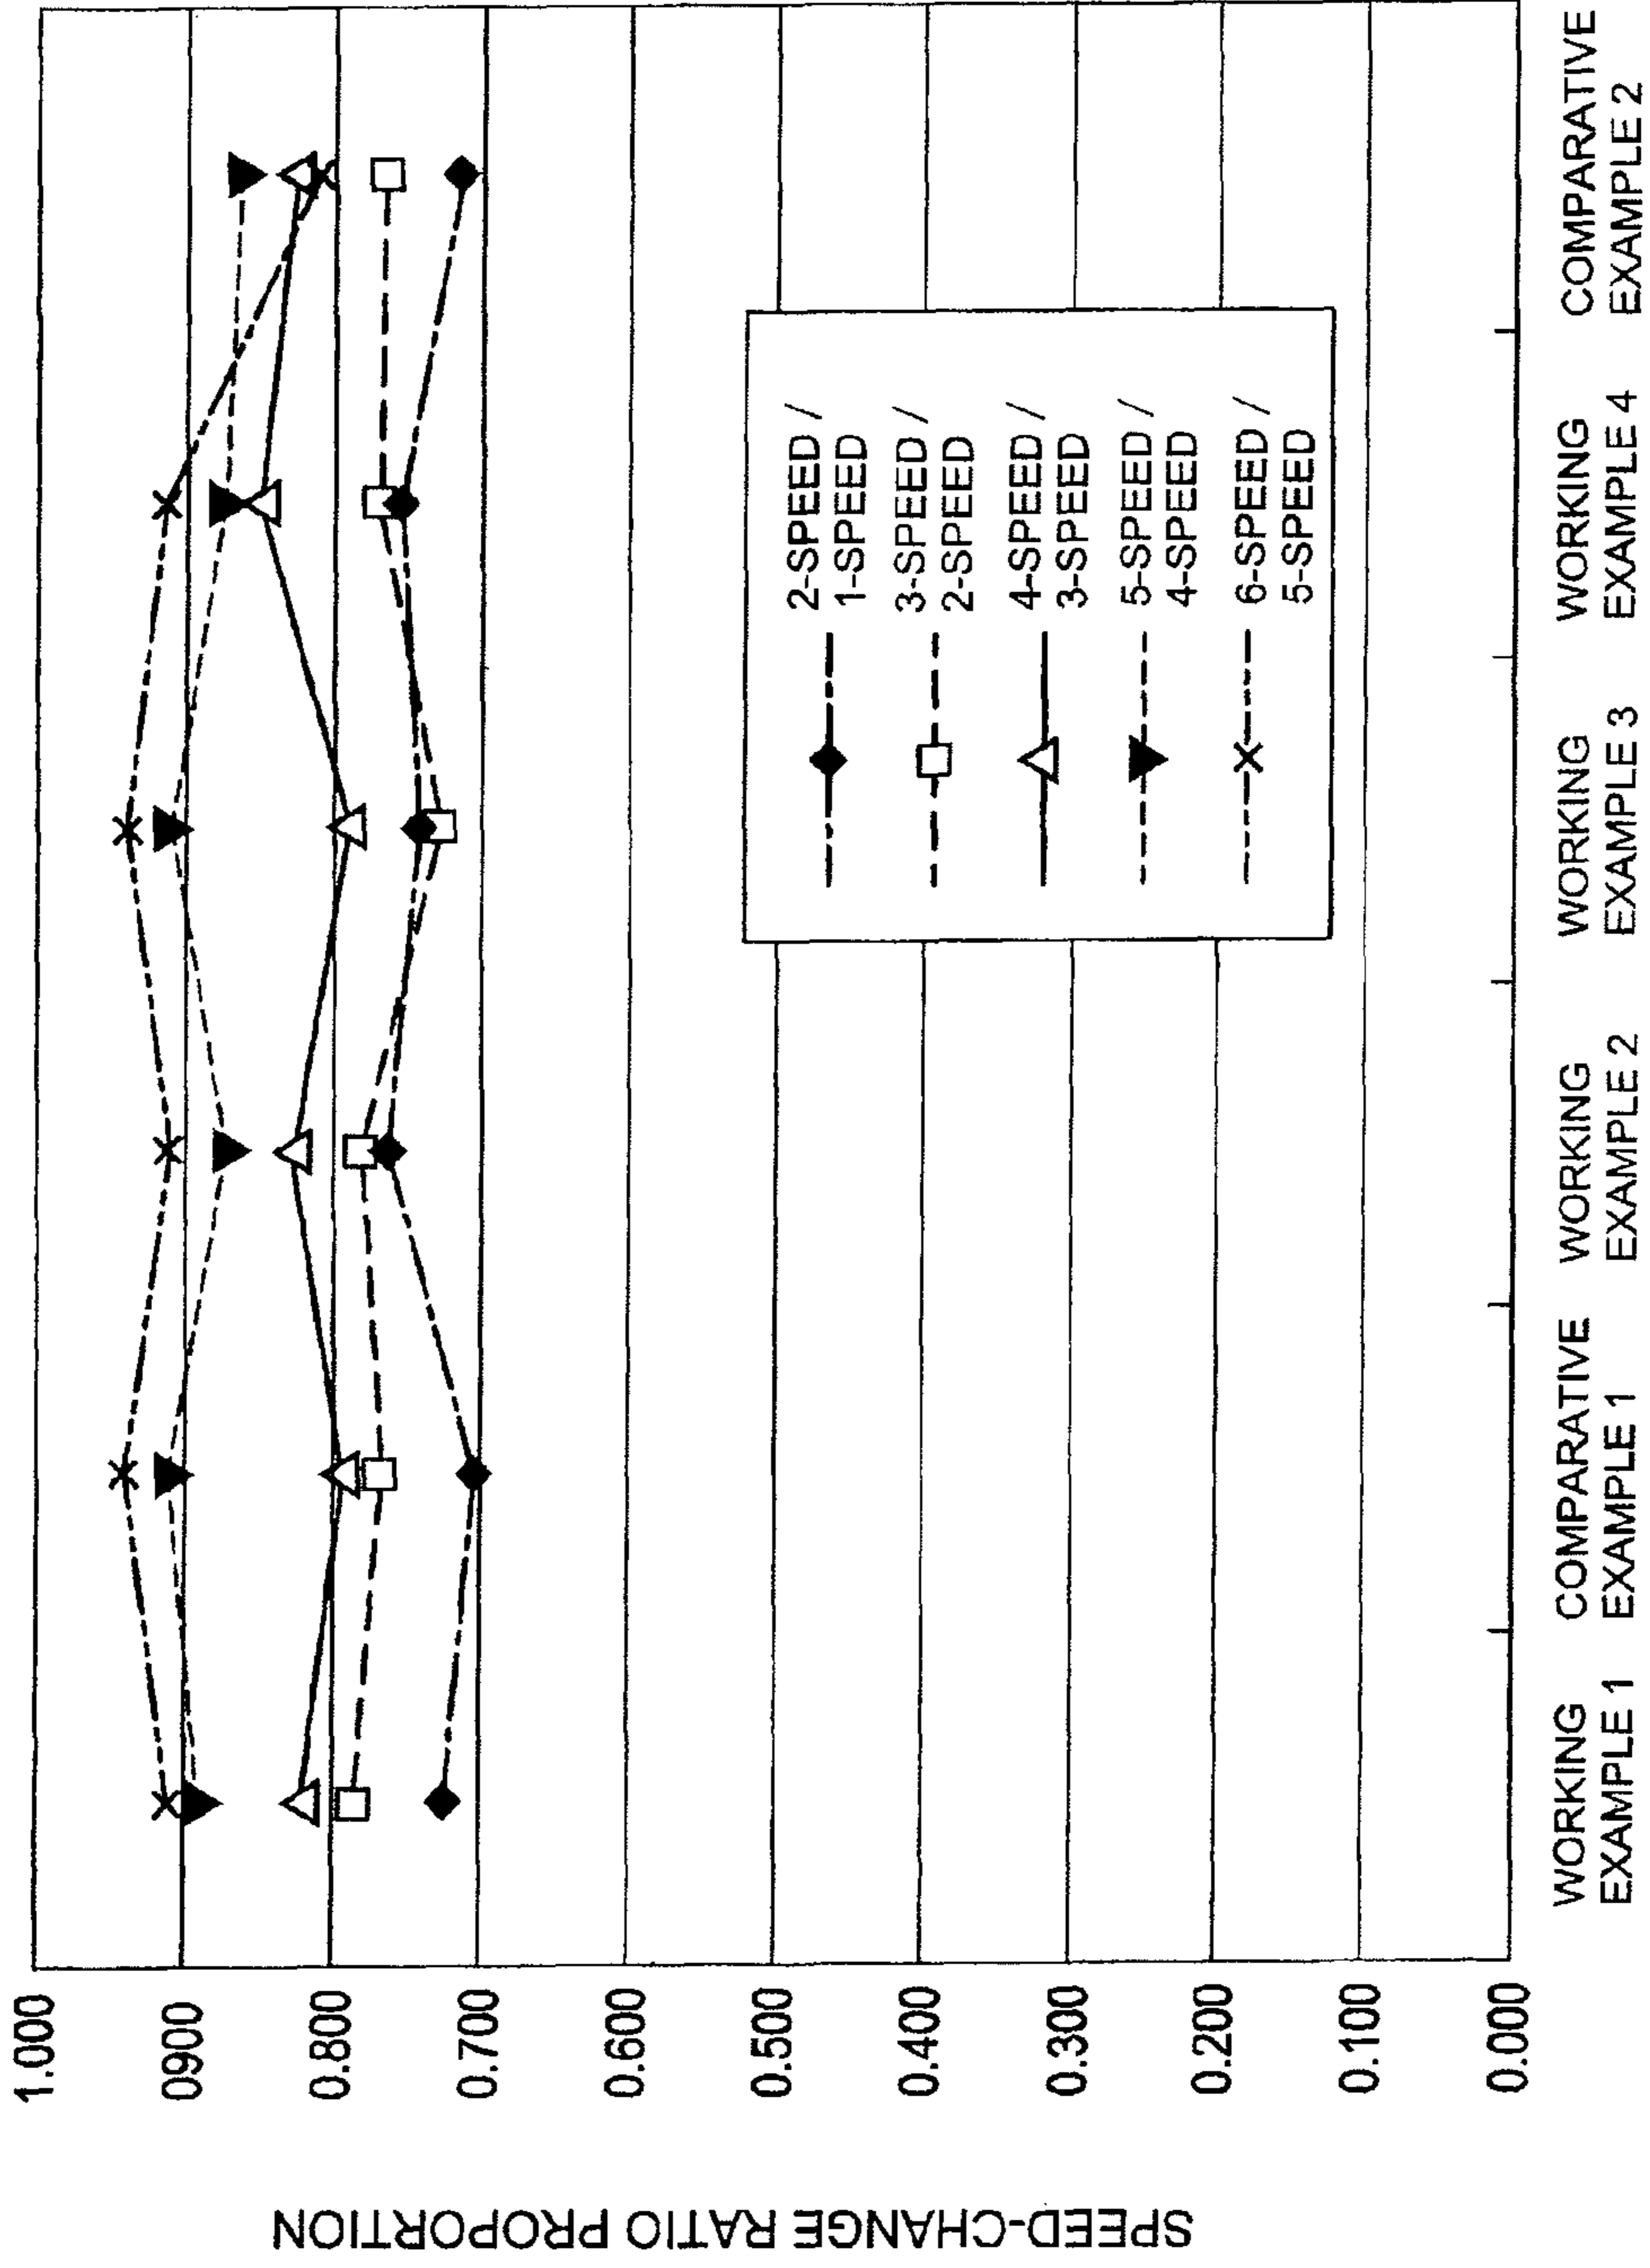 SPEED-CHANGE RATIO PROPORTION
1.000
0900
0.800
0.700
0.600
0.500
0.400
0.300
0.200
0.100
0.000
2-SPEED /
1-SPEED
3-SPEED /
2-SPEED
4-SPEED /
3-SPEED
5-SPEED /
4-SPEED
6-SPEED /
5-SPEED
WORKING
EXAMPLE 1
COMPARATIVE
EXAMPLE 1
WORKING
EXAMPLE 2
WORKING
EXAMPLE 3
WORKING
EXAMPLE 4
COMPARATIVE
EXAMPLE 2